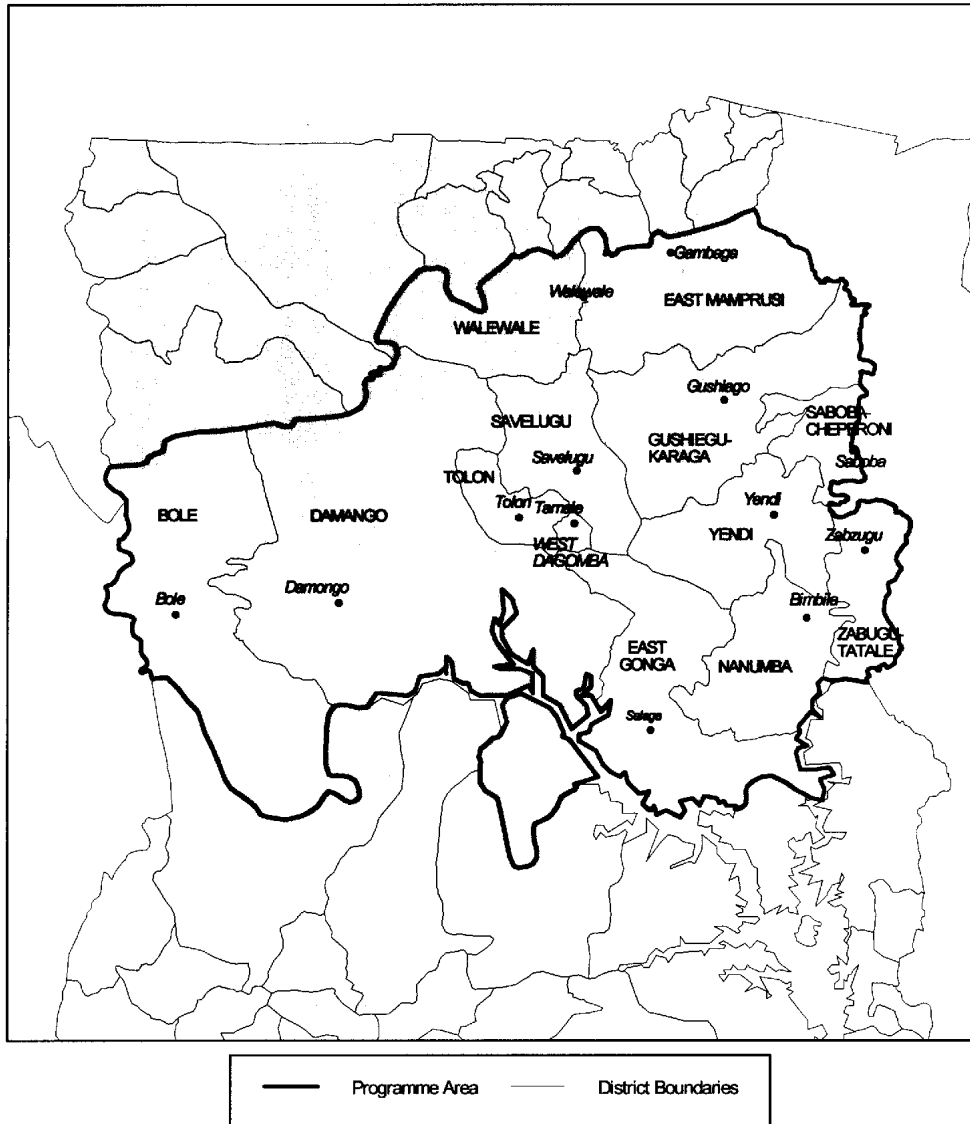 Gambaga
Walewale
EAST MAMPRUSI
WALEWALE
Gushiago
SABOBA-
CHEPERONI
SAVELUGU
GUSHIEGU-
KARAGA
Savelugu
Saboba
TOLON
Tolon
Tamale
Yendi
BOLE
DAMANGO
YENDI
Zabzugu
WEST
DAGOMBA
Damongo
Bole
Bimbila
ZABUGU-
TATALE
EAST
GONGA
NANUMBA
Salaga
Programme Area
District Boundaries